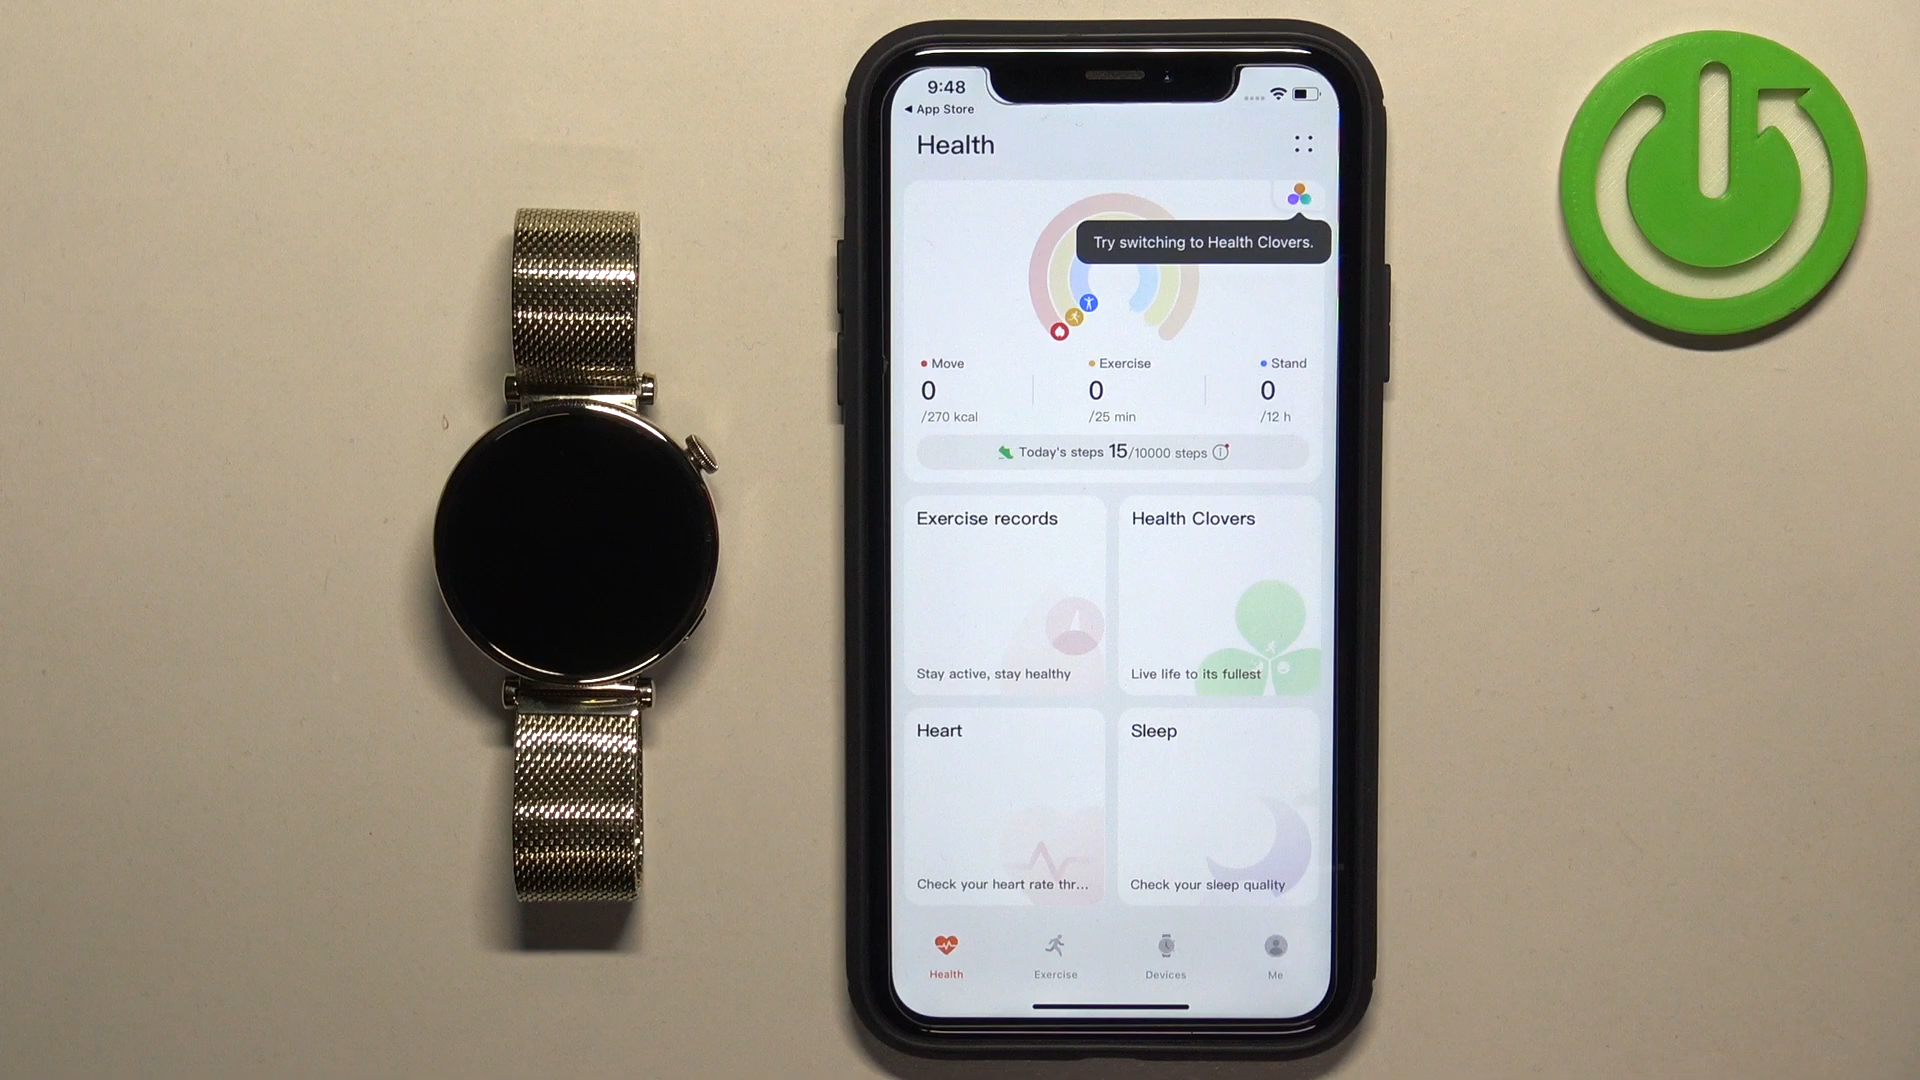 9:48
◀ App Store
Health
Try switching to Health Clovers.
Move Exercise Stand
0 0 0
/270 kcal /25 min /12 h
Today's steps 15/10000 steps
Exercise records Health Clovers
Stay active, stay healthy Live life to its fullest
Heart Sleep
Check your heart rate thr... Check your sleep quality
Health Exercise Devices Me